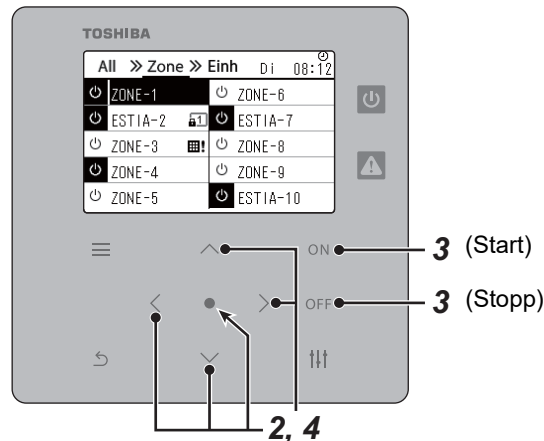 TOSHIBA
All >> Zone >> Einh Di 08:12
ZONE-1 ZONE-6
ESTIA-2 1 ESTIA-7
ZONE-3 ! ZONE-8
ZONE-4 ZONE-9
ZONE-5 ESTIA-10
ON 3 (Start)
OFF 3 (Stopp)
2, 4